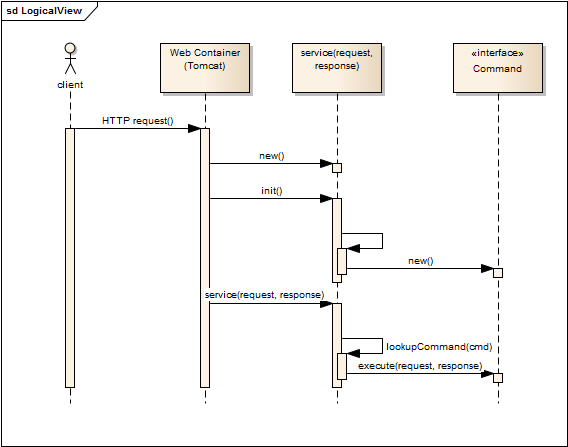 sd LogicalView
client
Web Container
(Tomcat)
service(request,
response)
«interface»
Command
HTTP request()
new()
init()
new()
service(request, response)
lookupCommand(cmd)
execute(request, response)